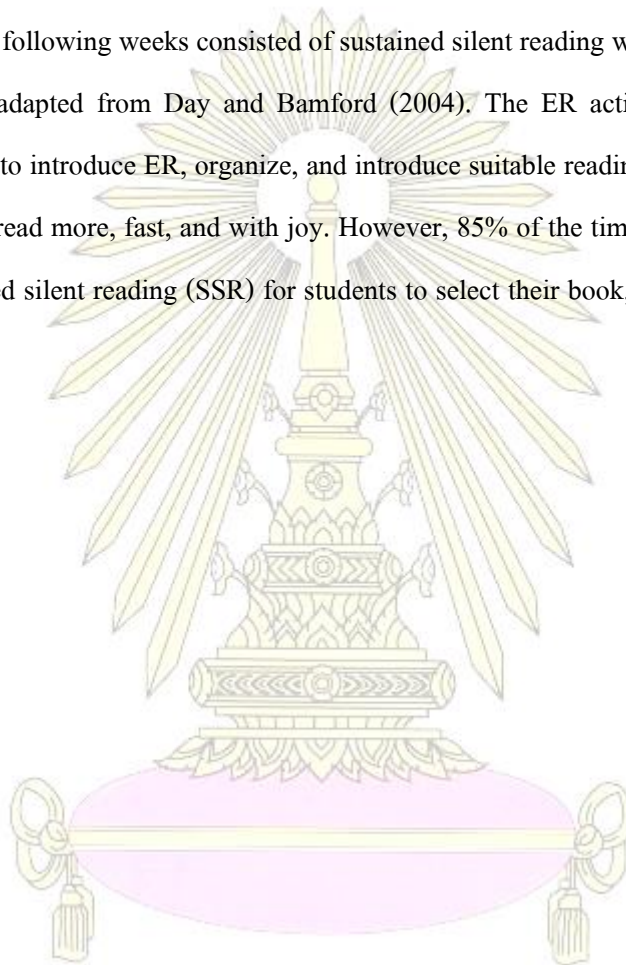 following weeks consisted of sustained silent reading w
adapted from Day and Bamford (2004). The ER acti
to introduce ER, organize, and introduce suitable readin
read more, fast, and with joy. However, 85% of the tim
ed silent reading (SSR) for students to select their book,